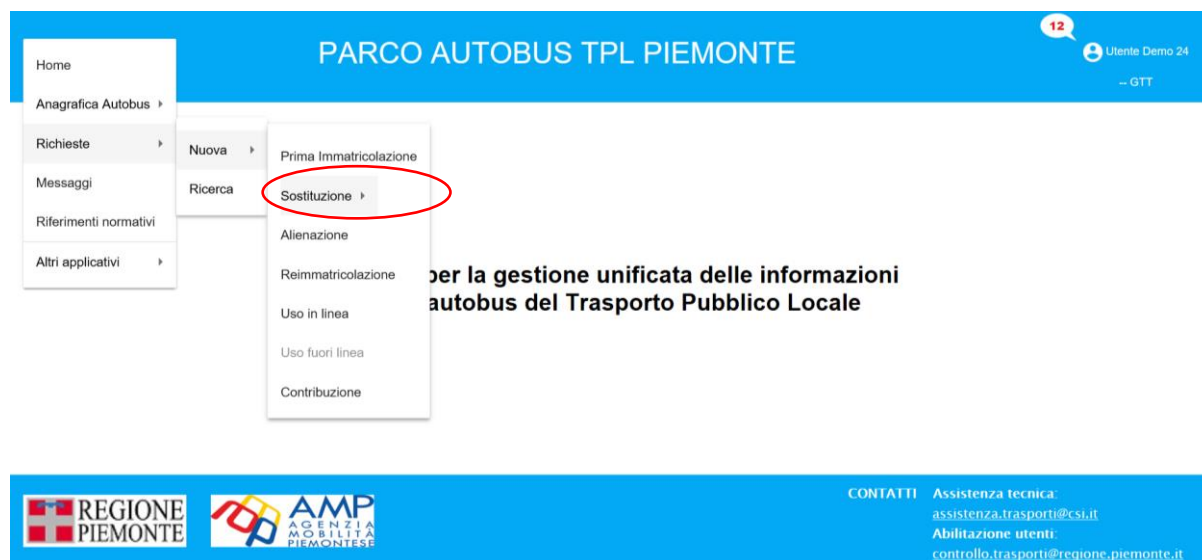 12
PARCO AUTOBUS TPL PIEMONTE
Utente Demo 24
-- GTT
Home
Anagrafica Autobus
Richieste
Messaggi
Riferimenti normativi
Altri applicativi
Nuova
Ricerca
Prima Immatricolazione
Sostituzione
Alienazione
Reimmatricolazione
Uso in linea
Uso fuori linea
Contribuzione
per la gestione unificata delle informazioni
autobus del Trasporto Pubblico Locale
REGIONE
PIEMONTE
AMP
AGENZIA
MOBILITÀ
PIEMONTESE
CONTATTI
Assistenza tecnica:
assistenza.trasporti@csi.it
Abilitazione utenti:
controllo.trasporti@regione.piemonte.it